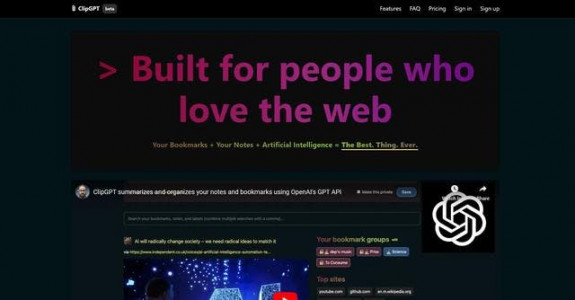 ClipGPT beta
Features FAQ Pricing Sign in Sign up
> Built for people who
love the web
Your Bookmarks + Your Notes + Artificial Intelligence = The. Best. Thing. Ever.
ClipGPT summarizes and organizes your notes and bookmarks using OpenAI's GPT API
Make this private
Save
Share
Search your bookmarks, notes, and labels (combine multiple searches with a comma)...
AI will radically change society – we need radical ideas to match it
Your bookmark groups
Price
Science
To Consume
Top sites
youtube.com github.com en.m.wikipedia.org